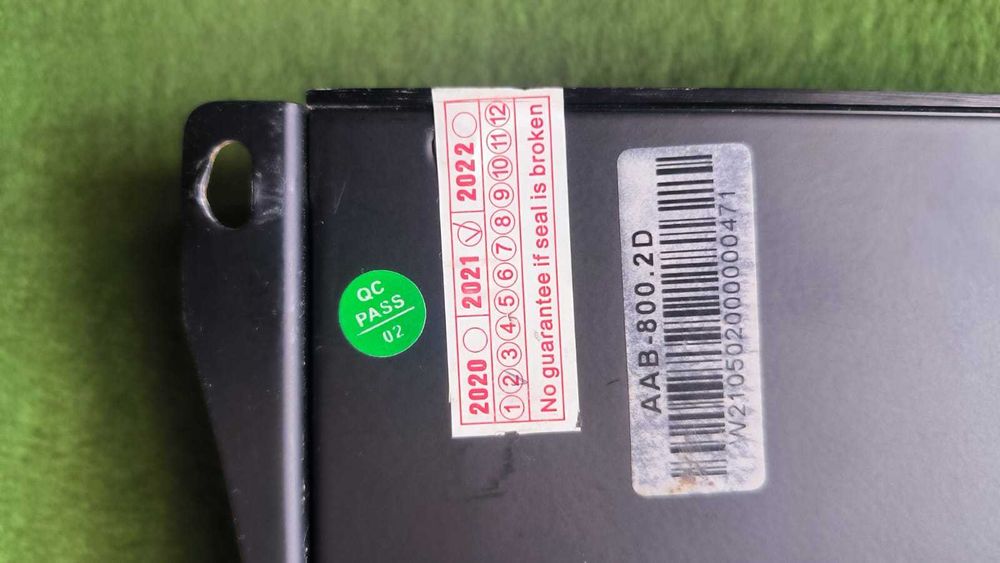 QC
PASS
02
2020 2021 2022
1 2 3 4 5 6 7 8 9 10 11 12
No guarantee if seal is broken
AAB-800.2D